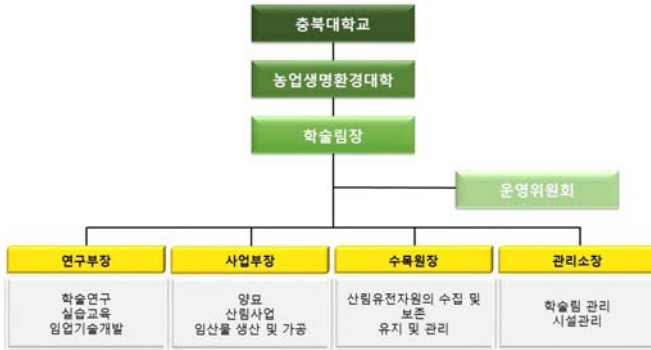 충북대학교
농업생명환경대학
학술림장
운영위원회
연구부장
학술연구
실습교육
임업기술개발
사업부장
양묘
산림사업
임산물 생산 및 가공
수목원장
산림유전자원의 수집 및
보존
유지 및 관리
관리소장
학술림 관리
시설관리